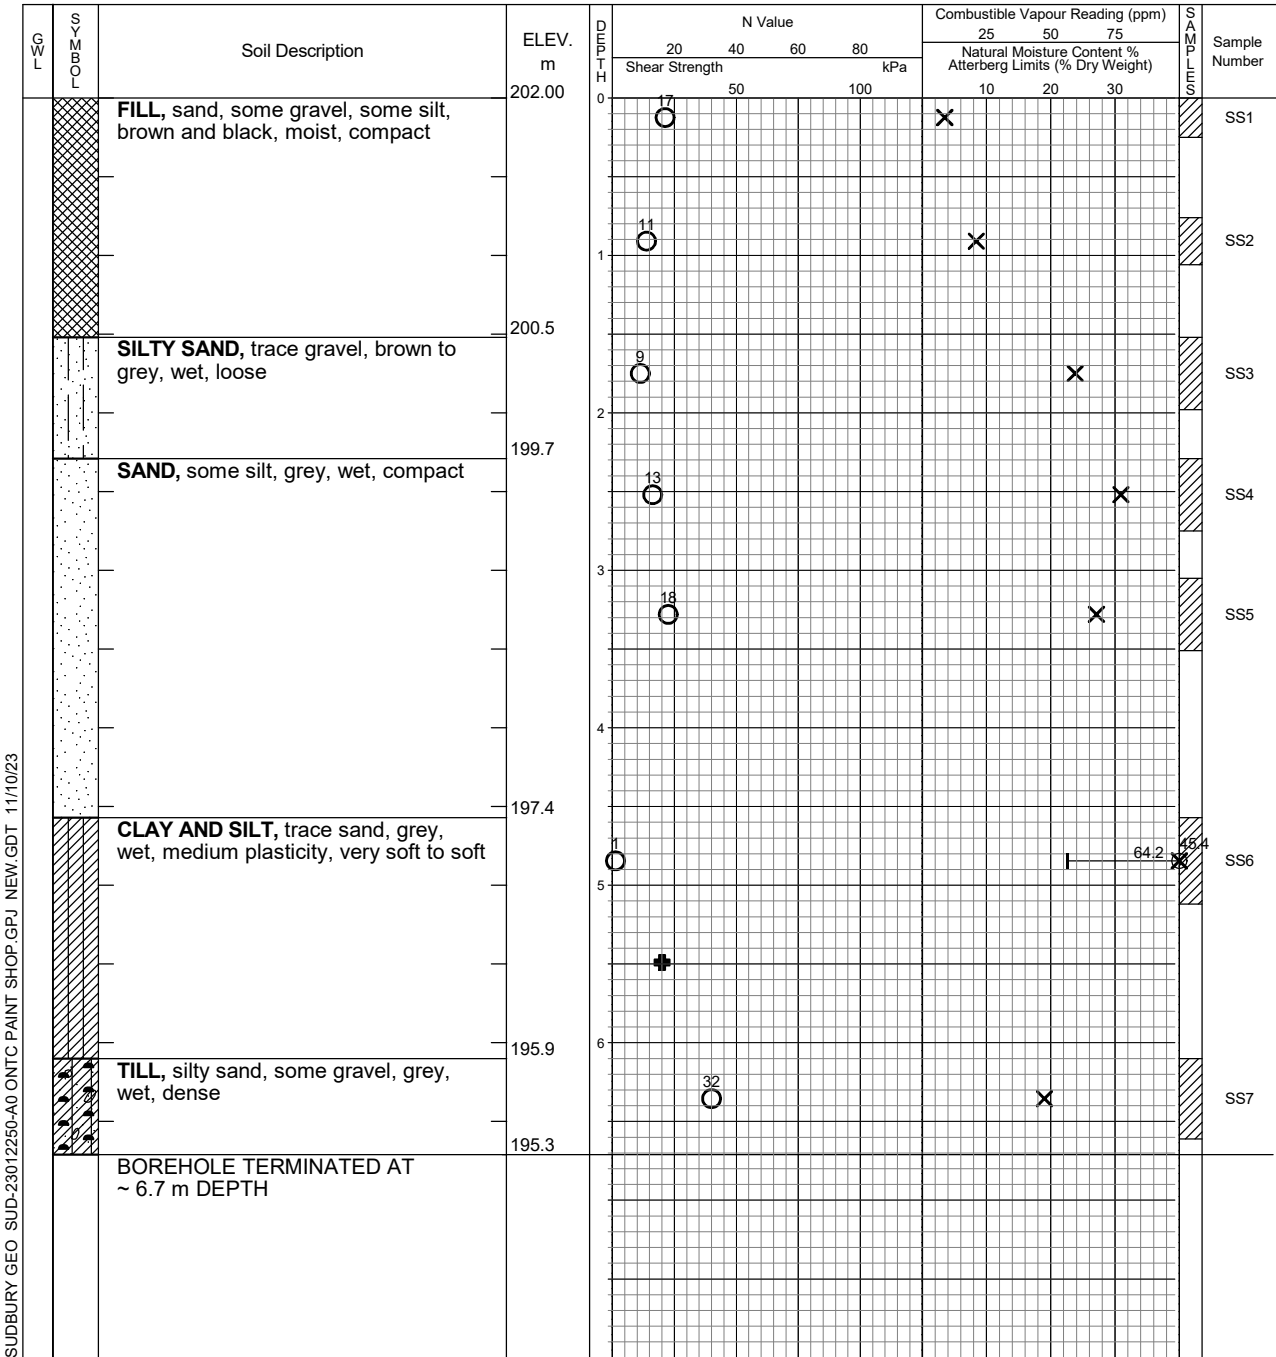 GWL
SYMBOL
Soil Description
ELEV.
m
DEPTH
N Value
20 40 60 80
Shear Strength kPa
50 100
Combustible Vapour Reading (ppm)
25 50 75
Natural Moisture Content %
Atterberg Limits (% Dry Weight)
10 20 30
SAMPLES
Sample
Number
202.00
0
FILL, sand, some gravel, some silt,
brown and black, moist, compact
17
SS1
11
SS2
1
200.5
SILTY SAND, trace gravel, brown to
grey, wet, loose
9
SS3
2
199.7
SAND, some silt, grey, wet, compact
13
SS4
3
18
SS5
4
197.4
CLAY AND SILT, trace sand, grey,
wet, medium plasticity, very soft to soft
1
64.2
45.4
SS6
5
6
195.9
TILL, silty sand, some gravel, grey,
wet, dense
32
SS7
195.3
BOREHOLE TERMINATED AT
~ 6.7 m DEPTH
SUDBURY GEO SUD-23012250-A0 ONTC PAINT SHOP.GPJ NEW.GDT 11/10/23